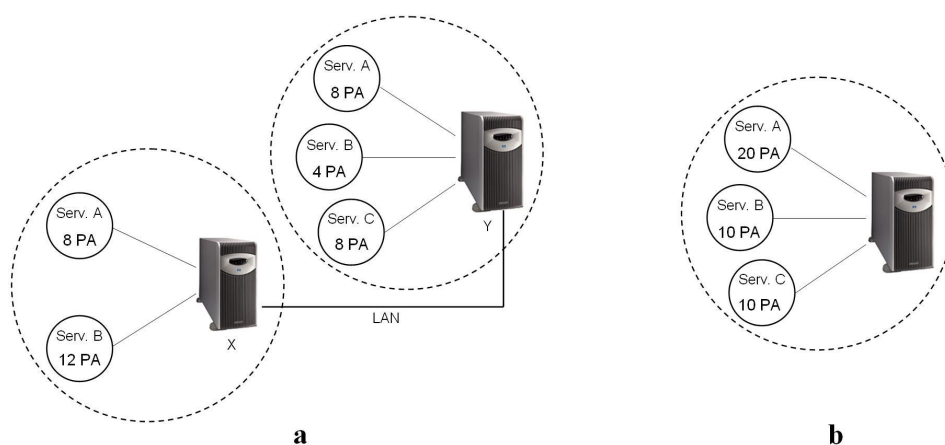 Serv. A
8 PA
Serv. B
4 PA
Serv. C
8 PA
Y
Serv. A
8 PA
Serv. B
12 PA
X
LAN
a
Serv. A
20 PA
Serv. B
10 PA
Serv. C
10 PA
b